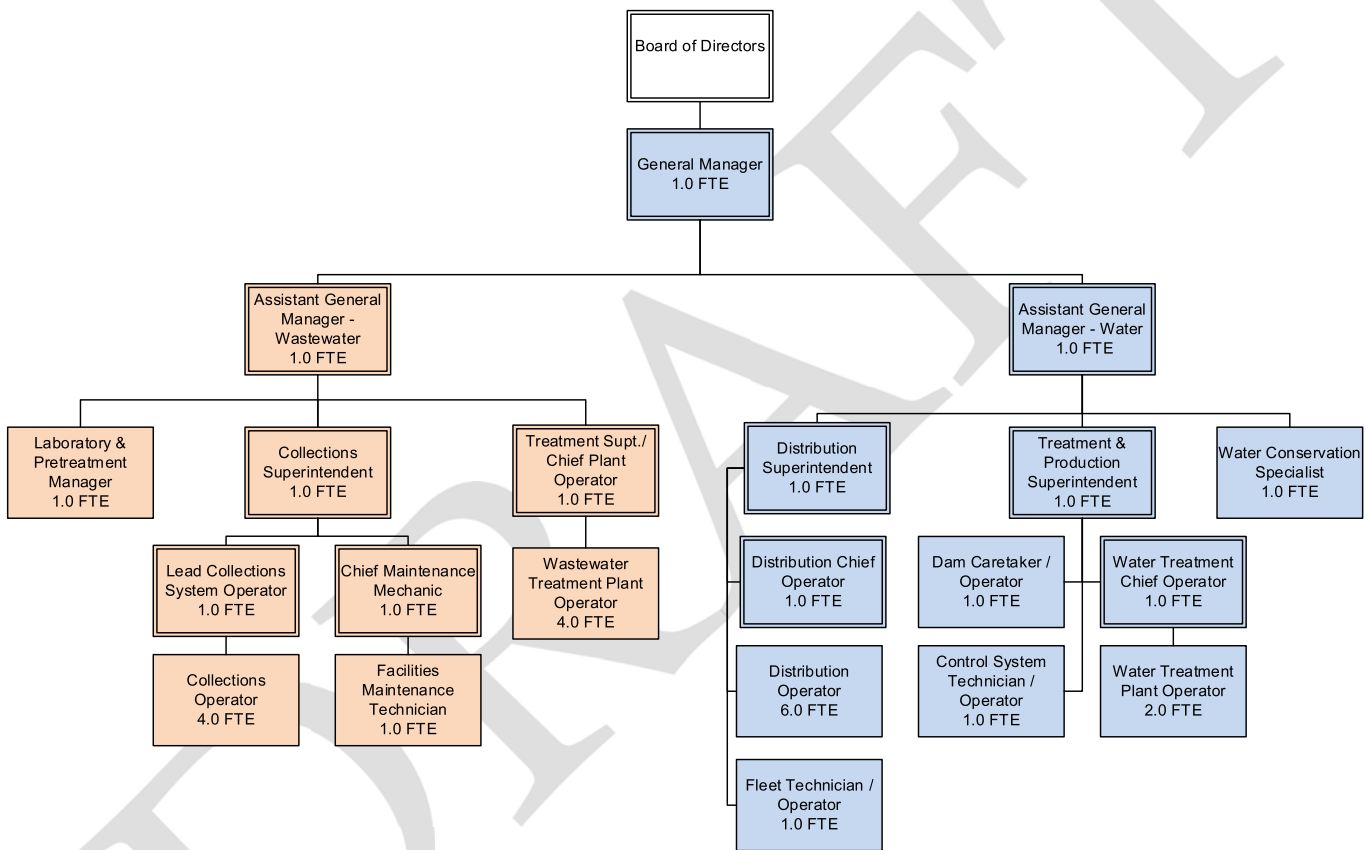 Board of Directors
General Manager
1.0 FTE
Assistant General
Manager -
Wastewater
1.0 FTE
Assistant General
Manager - Water
1.0 FTE
Laboratory &
Pretreatment
Manager
1.0 FTE
Collections
Superintendent
1.0 FTE
Treatment Supt./
Chief Plant
Operator
1.0 FTE
Distribution
Superintendent
1.0 FTE
Treatment &
Production
Superintendent
1.0 FTE
Water Conservation
Specialist
1.0 FTE
Lead Collections
System Operator
1.0 FTE
Chief Maintenance
Mechanic
1.0 FTE
Wastewater
Treatment Plant
Operator
4.0 FTE
Distribution Chief
Operator
1.0 FTE
Dam Caretaker /
Operator
1.0 FTE
Water Treatment
Chief Operator
1.0 FTE
Collections
Operator
4.0 FTE
Facilities
Maintenance
Technician
1.0 FTE
Distribution
Operator
6.0 FTE
Control System
Technician /
Operator
1.0 FTE
Water Treatment
Plant Operator
2.0 FTE
Fleet Technician /
Operator
1.0 FTE
DRAFT